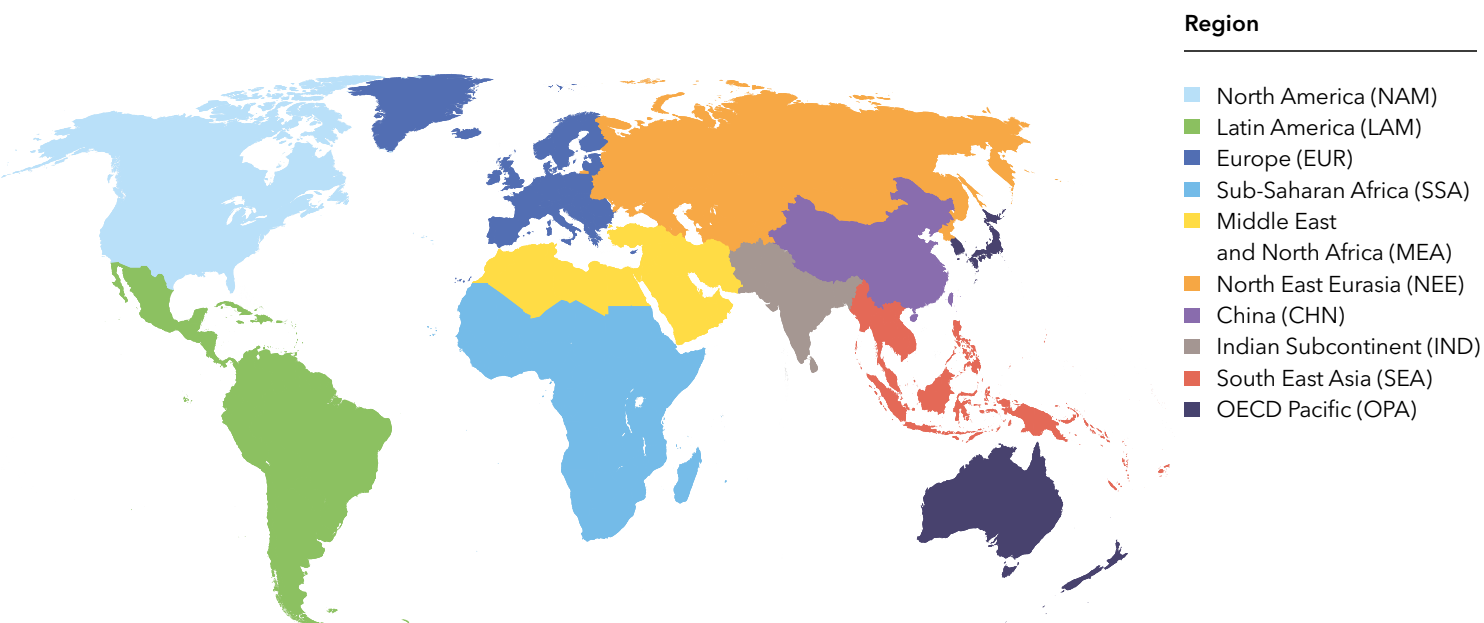 Region
North America (NAM)
Latin America (LAM)
Europe (EUR)
Sub-Saharan Africa (SSA)
Middle East
and North Africa (MEA)
North East Eurasia (NEE)
China (CHN)
Indian Subcontinent (IND)
South East Asia (SEA)
OECD Pacific (OPA)